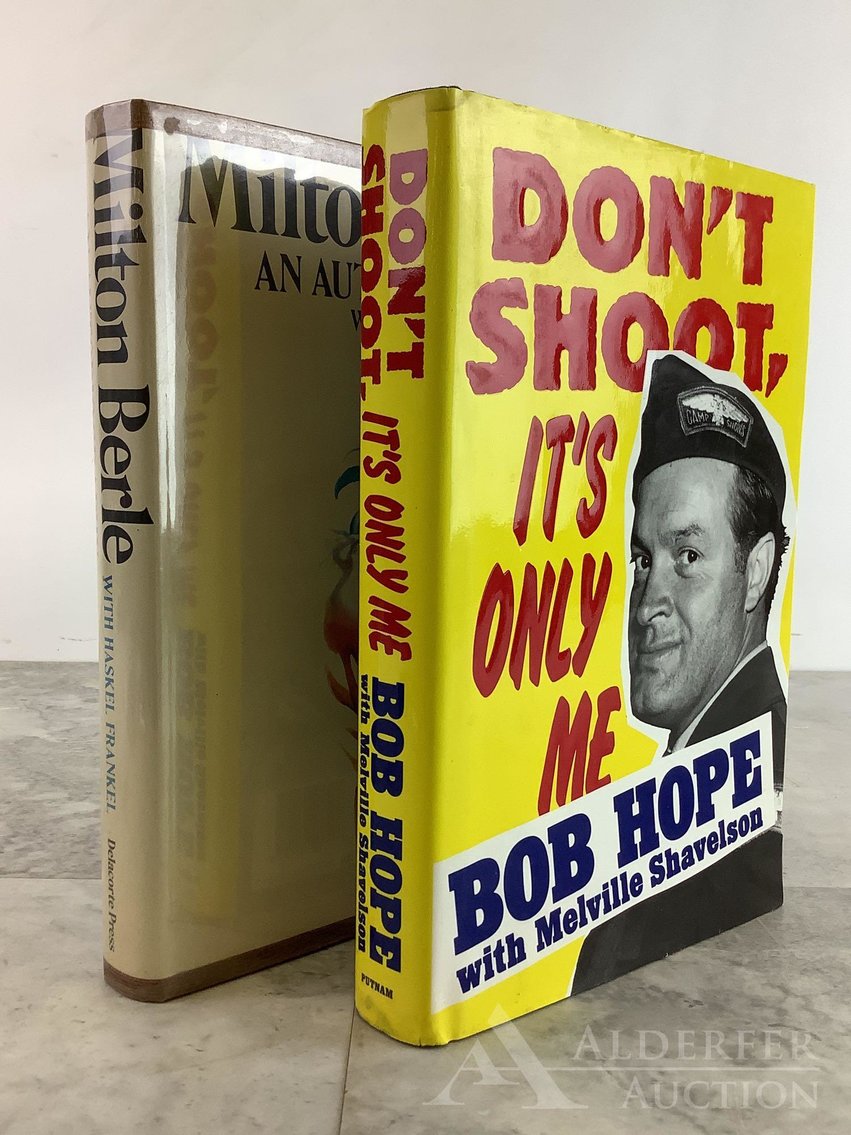 Milton Berle
WITH HASKEL FRANKEL
Delacorte Press
Milto
AN AUT
W
DON'T
SHOOT,
IT'S ONLY ME
BOB HOPE
with Melville Shavelson
PUTNAM
DON'T
SHOOT,
IT'S
ONLY
ME
BOB HOPE
with Melville Shavelson
ALDERFER
AUCTION